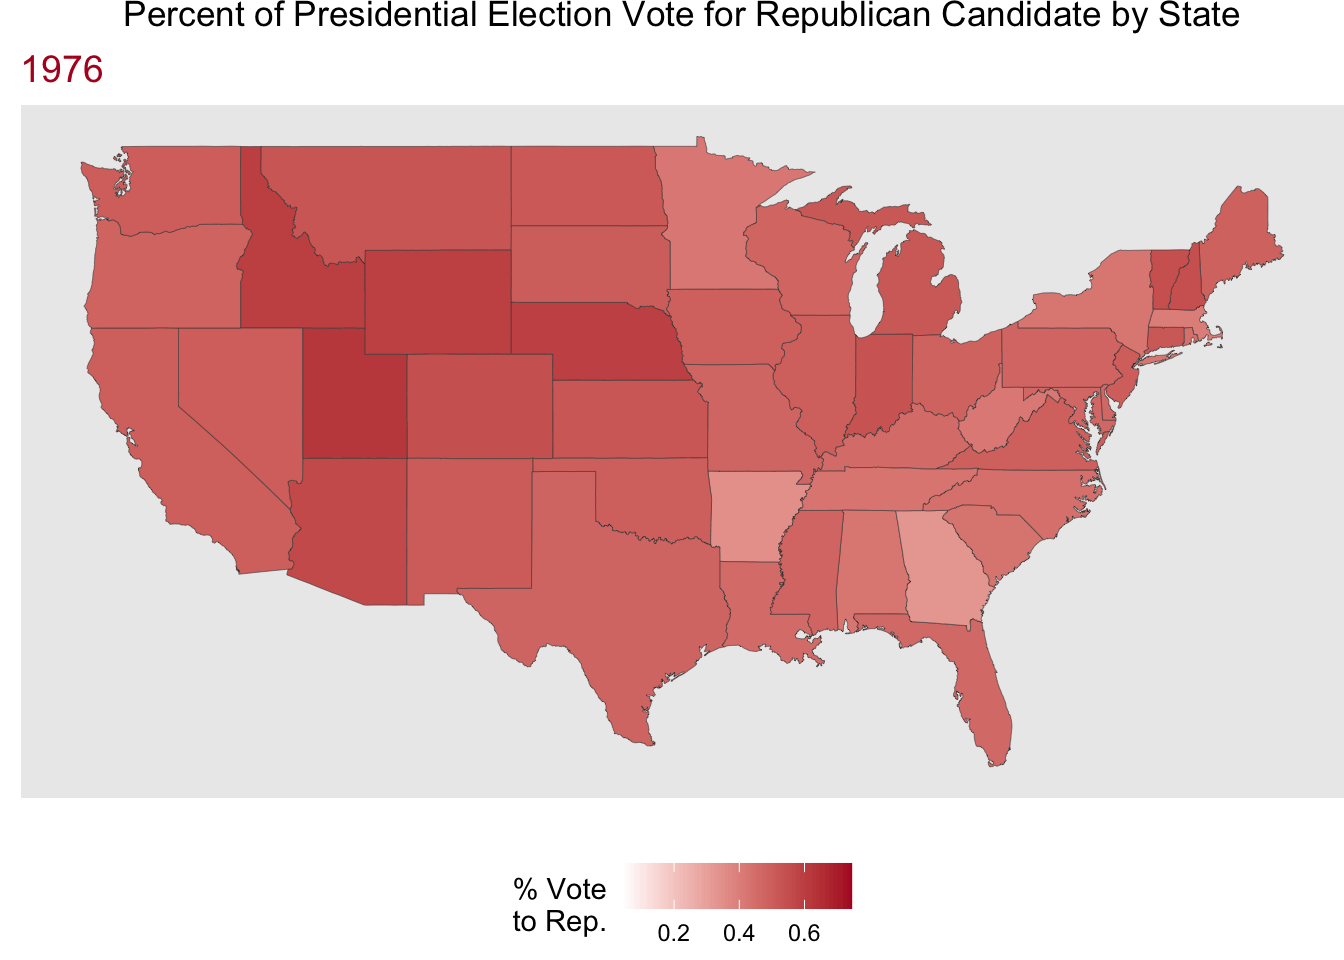 Percent of Presidential Election Vote for Republican Candidate by State
1976
% Vote
to Rep.
0.2 0.4 0.6